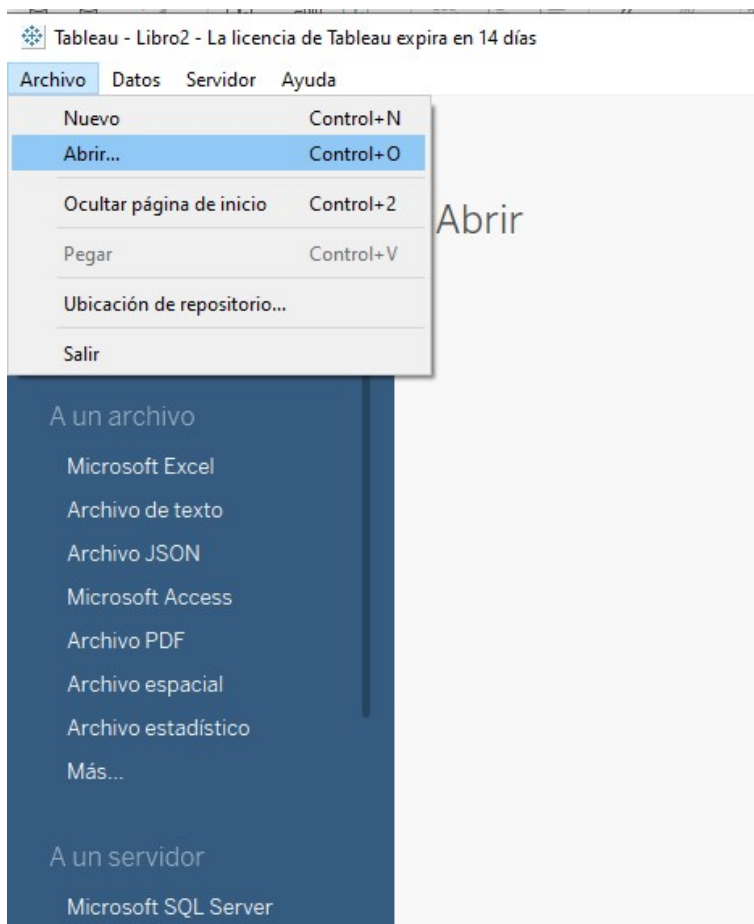 Tableau - Libro2 - La licencia de Tableau expira en 14 días
Archivo Datos Servidor Ayuda
Nuevo Control+N
Abrir... Control+O
Ocultar página de inicio Control+2
Pegar Control+V
Ubicación de repositorio...
Salir
Abrir
A un archivo
Microsoft Excel
Archivo de texto
Archivo JSON
Microsoft Access
Archivo PDF
Archivo espacial
Archivo estadístico
Más...
A un servidor
Microsoft SQL Server